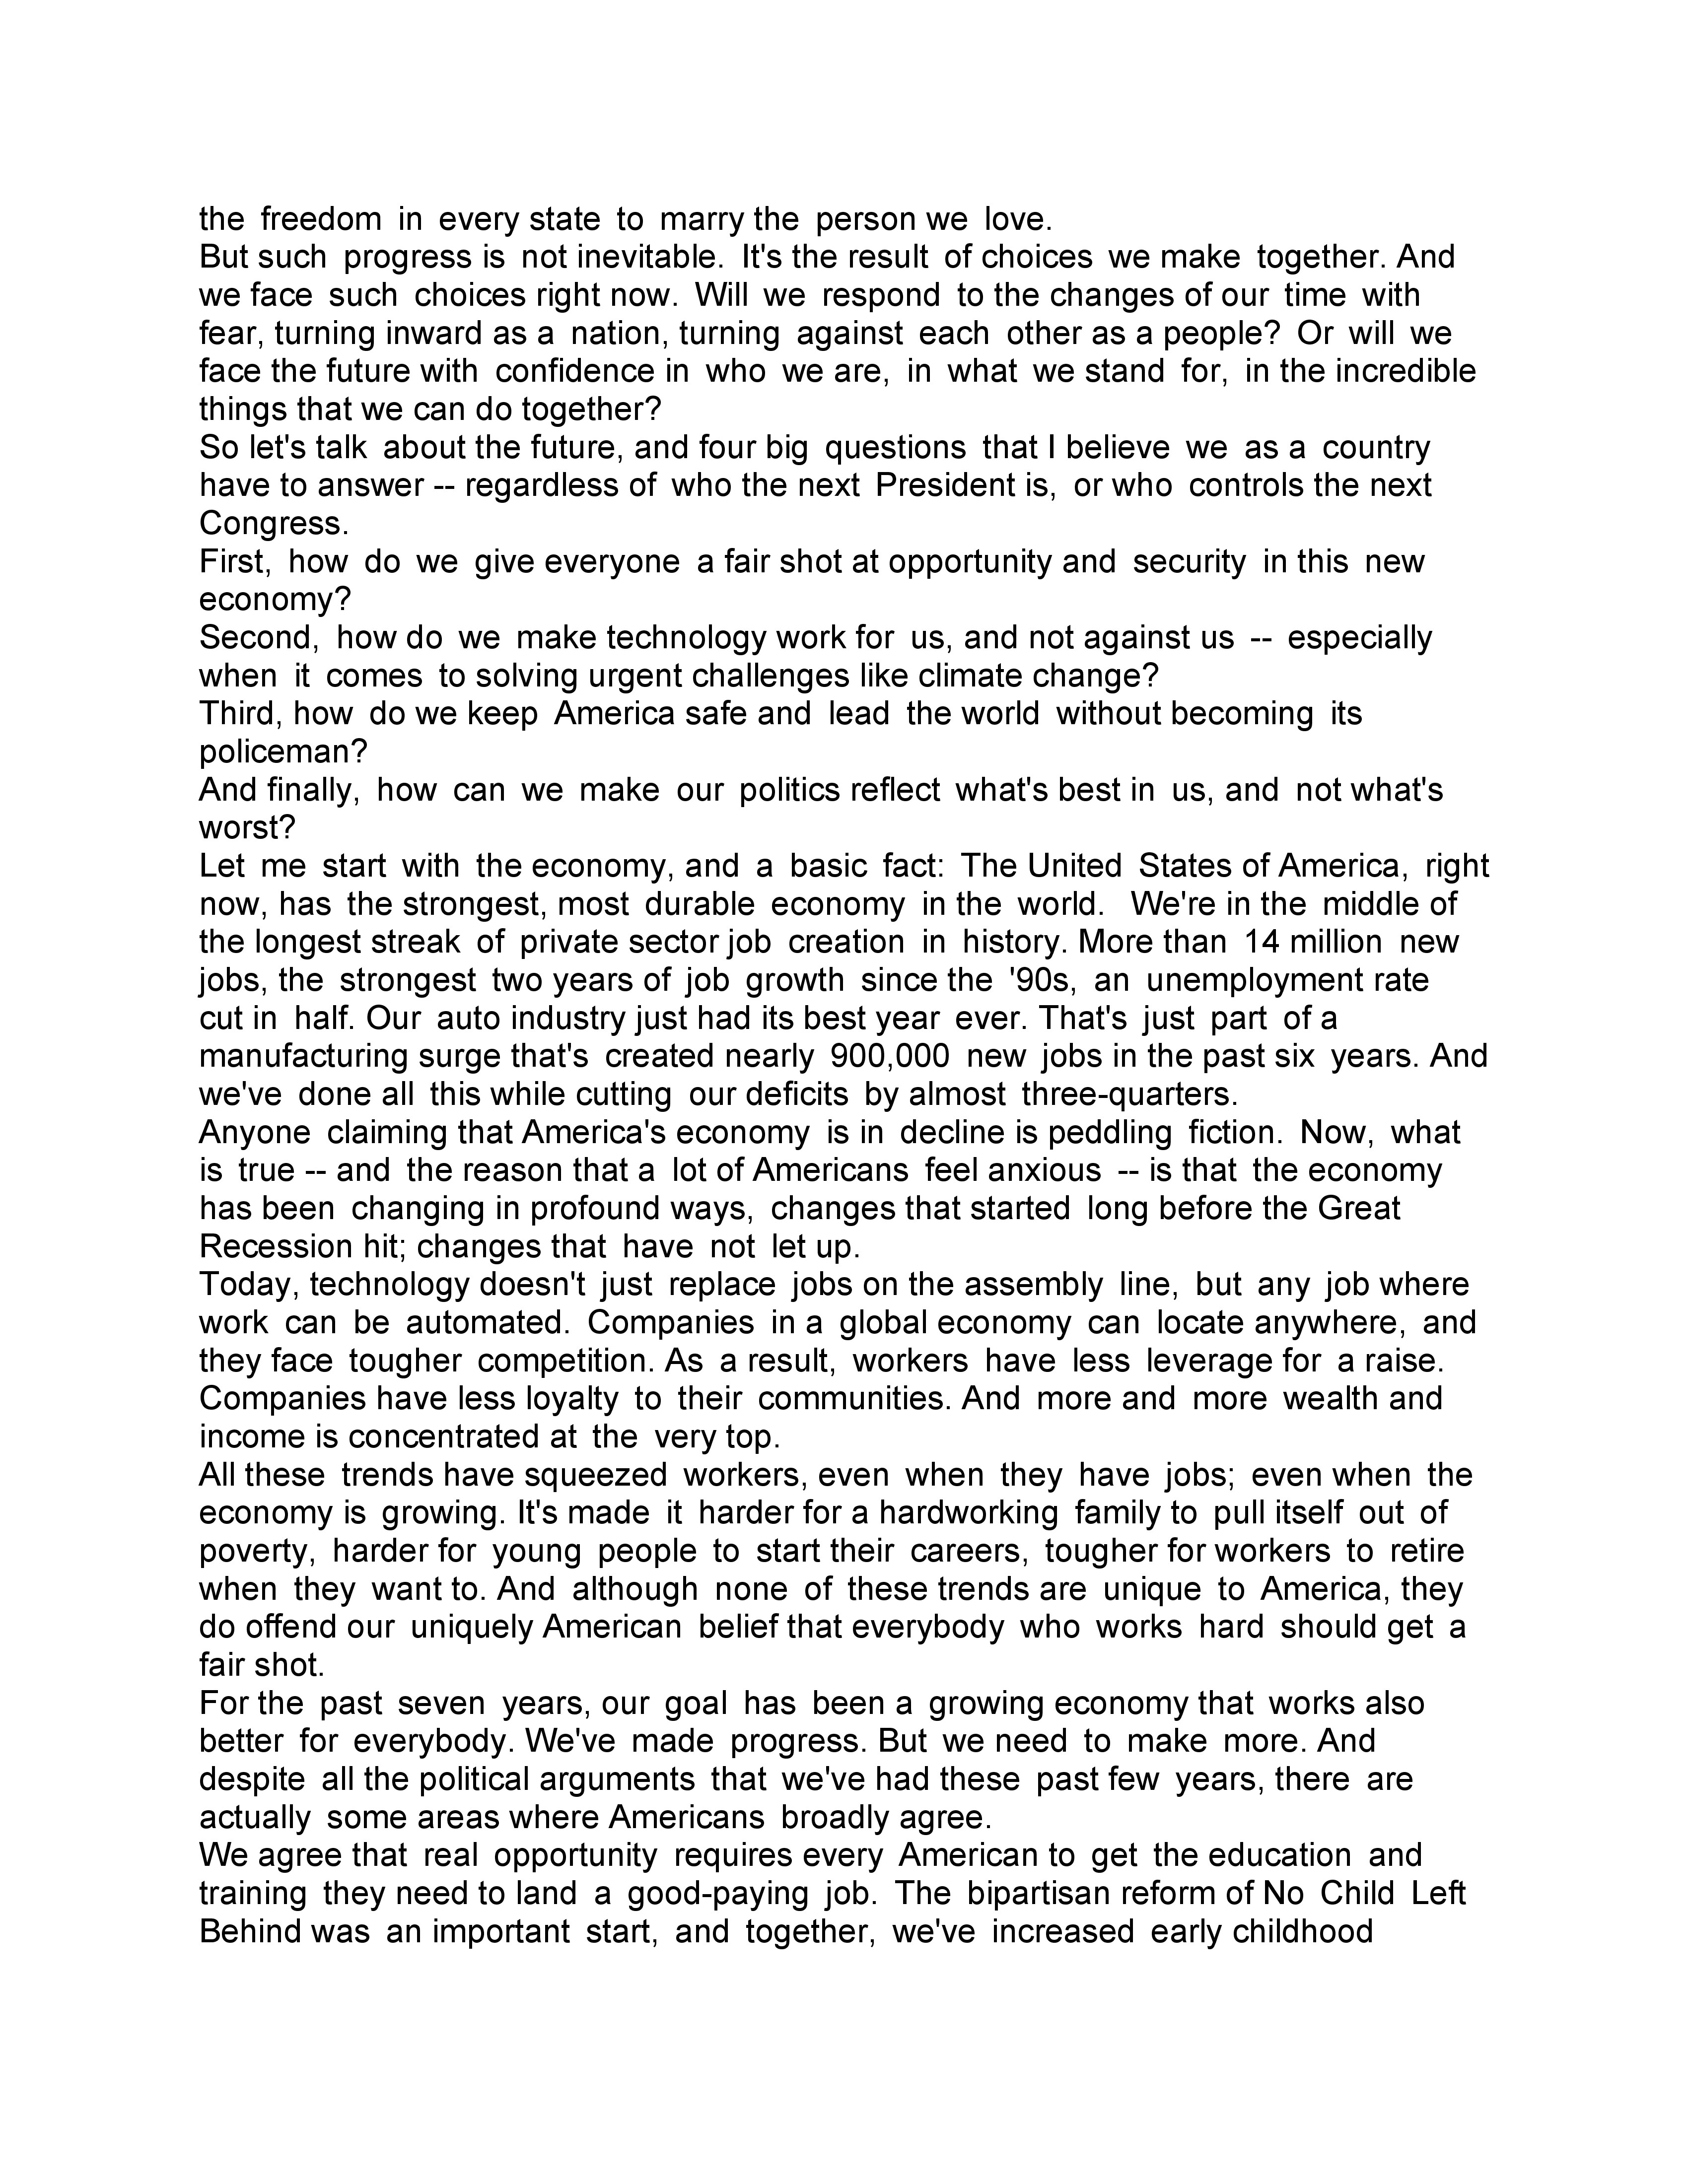 the freedom in every state to marry the person we love.
But such progress is not inevitable. It's the result of choices we make together. And
we face such choices right now. Will we respond to the changes of our time with
fear, turning inward as a nation, turning against each other as a people? Or will we
face the future with confidence in who we are, in what we stand for, in the incredible
things that we can do together?
So let's talk about the future, and four big questions that I believe we as a country
have to answer -- regardless of who the next President is, or who controls the next
Congress.
First, how do we give everyone a fair shot at opportunity and security in this new
economy?
Second, how do we make technology work for us, and not against us -- especially
when it comes to solving urgent challenges like climate change?
Third, how do we keep America safe and lead the world without becoming its
policeman?
And finally, how can we make our politics reflect what's best in us, and not what's
worst?
Let me start with the economy, and a basic fact: The United States of America, right
now, has the strongest, most durable economy in the world. We're in the middle of
the longest streak of private sector job creation in history. More than 14 million new
jobs, the strongest two years of job growth since the '90s, an unemployment rate
cut in half. Our auto industry just had its best year ever. That's just part of a
manufacturing surge that's created nearly 900,000 new jobs in the past six years. And
we've done all this while cutting our deficits by almost three-quarters.
Anyone claiming that America's economy is in decline is peddling fiction. Now, what
is true -- and the reason that a lot of Americans feel anxious -- is that the economy
has been changing in profound ways, changes that started long before the Great
Recession hit; changes that have not let up.
Today, technology doesn't just replace jobs on the assembly line, but any job where
work can be automated. Companies in a global economy can locate anywhere, and
they face tougher competition. As a result, workers have less leverage for a raise.
Companies have less loyalty to their communities. And more and more wealth and
income is concentrated at the very top.
All these trends have squeezed workers, even when they have jobs; even when the
economy is growing. It's made it harder for a hardworking family to pull itself out of
poverty, harder for young people to start their careers, tougher for workers to retire
when they want to. And although none of these trends are unique to America, they
do offend our uniquely American belief that everybody who works hard should get a
fair shot.
For the past seven years, our goal has been a growing economy that works also
better for everybody. We've made progress. But we need to make more. And
despite all the political arguments that we've had these past few years, there are
actually some areas where Americans broadly agree.
We agree that real opportunity requires every American to get the education and
training they need to land a good-paying job. The bipartisan reform of No Child Left
Behind was an important start, and together, we've increased early childhood